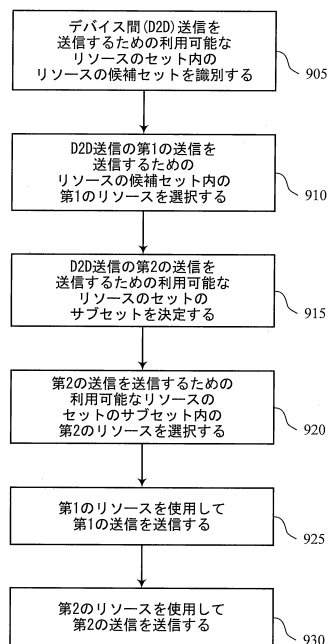 デバイス間(D2D)送信を
送信するための利用可能な
リソースのセット内の
リソースの候補セットを識別する
905
D2D送信の第1の送信を
送信するための
リソースの候補セット内の
第1のリソースを選択する
910
D2D送信の第2の送信を
送信するための利用可能な
リソースのセットの
サブセットを決定する
915
第2の送信を送信するための
利用可能なリソースの
セットのサブセット内の
第2のリソースを選択する
920
第1のリソースを使用して
第1の送信を送信する
925
第2のリソースを使用して
第2の送信を送信する
930